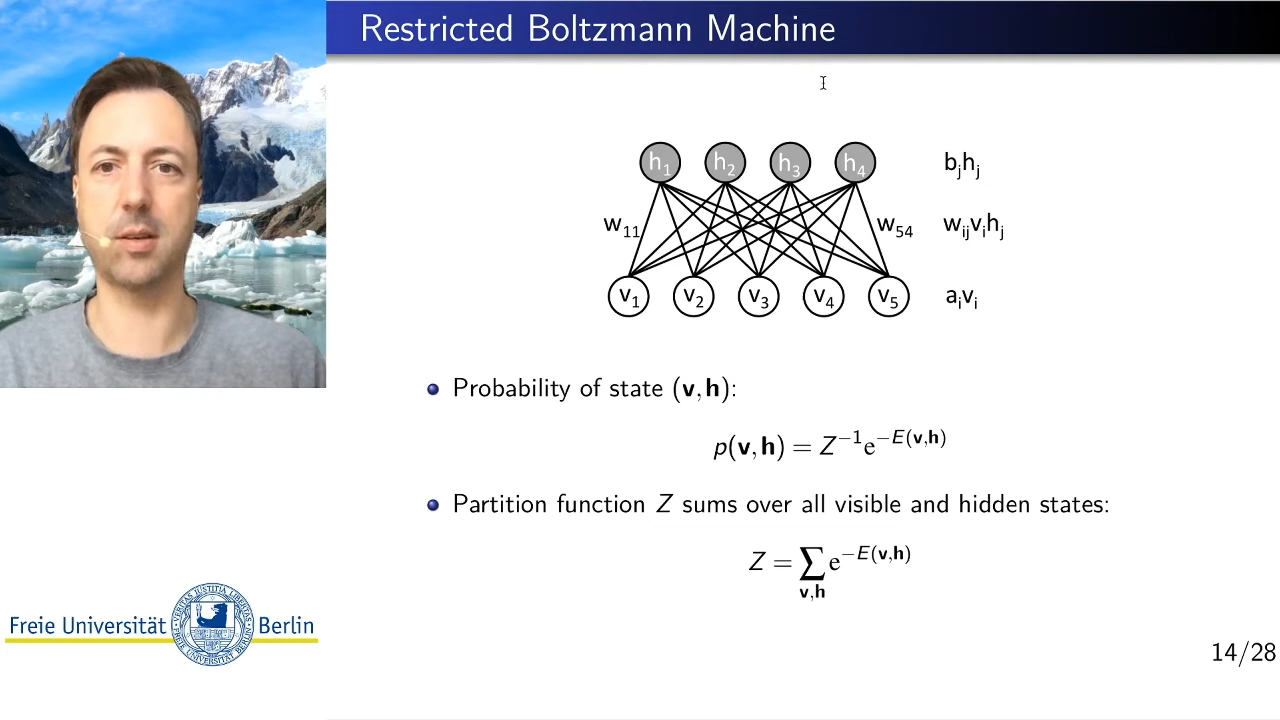 Restricted Boltzmann Machine
h₁ h₂ h₃ h₄ bⱼhⱼ
w₁₁ w₅₄ wᵢⱼvᵢhⱼ
v₁ v₂ v₃ v₄ v₅ aᵢvᵢ
Probability of state (v,h):
p(v,h) = Z⁻¹e^{−E(v,h)}
Partition function Z sums over all visible and hidden states:
Z = ∑_{v,h} e^{−E(v,h)}
Freie Universität Berlin
14/28